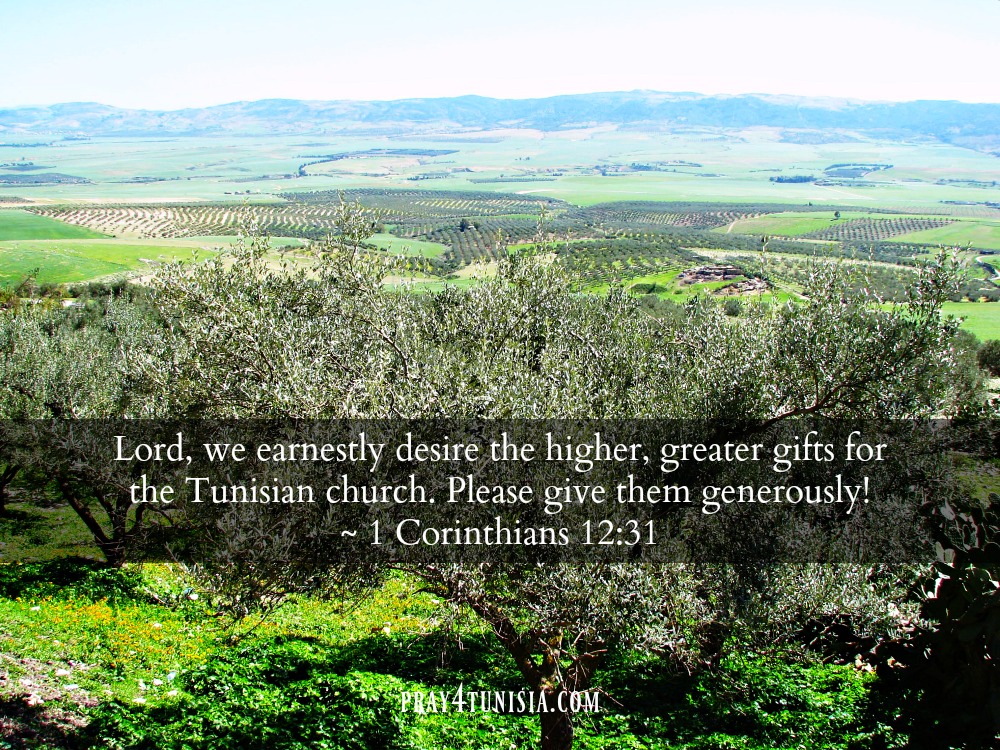 Lord, we earnestly desire the higher, greater gifts for
the Tunisian church. Please give them generously!
~ 1 Corinthians 12:31
PRAY4TUNISIA.COM